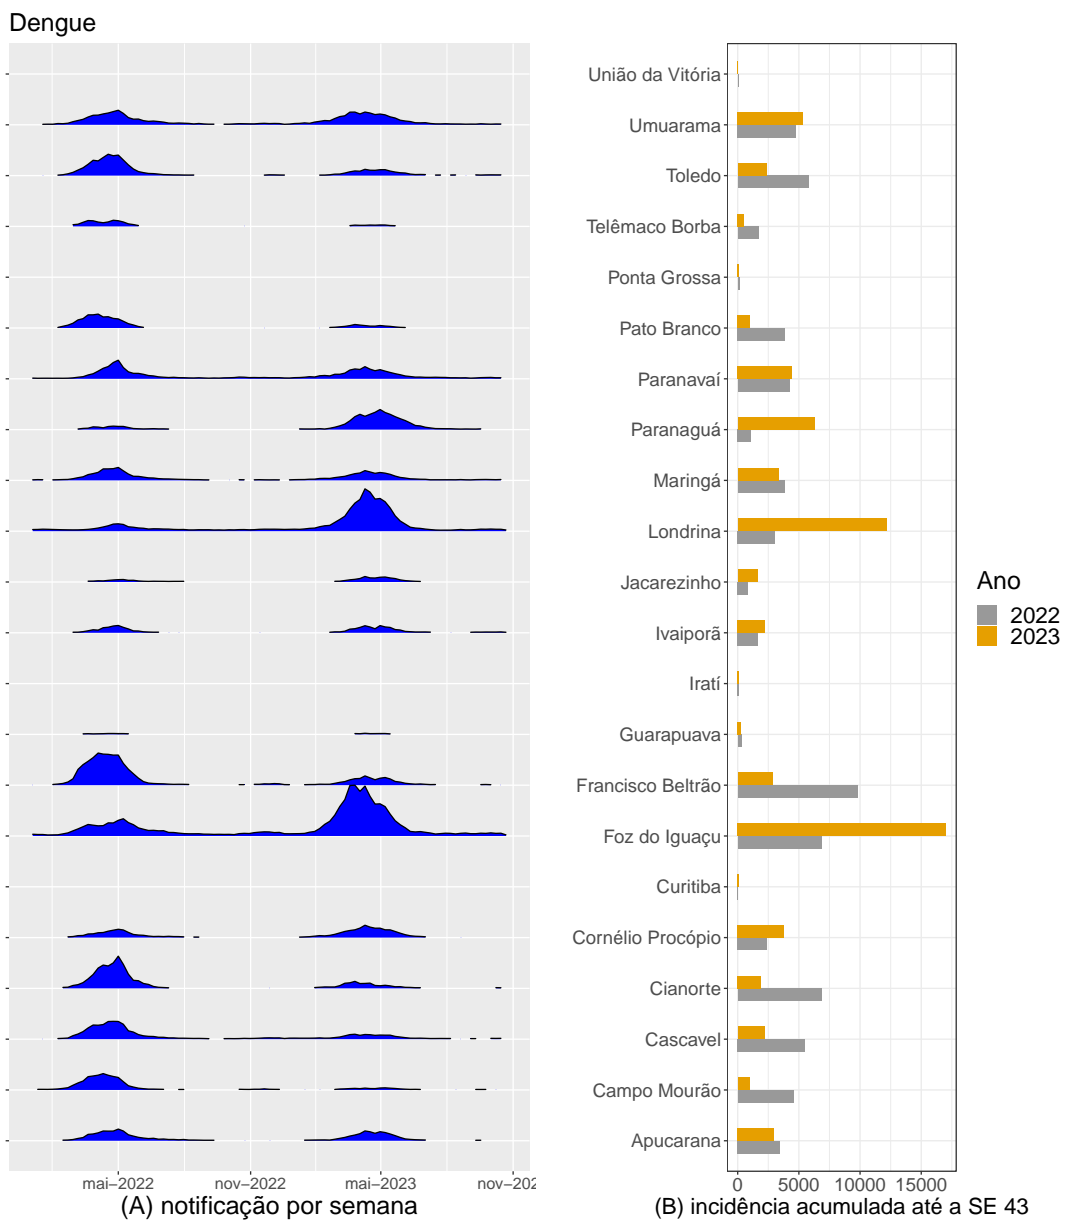 Dengue
União da Vitória
Umuarama
Toledo
Telêmaco Borba
Ponta Grossa
Pato Branco
Paranavaí
Paranaguá
Maringá
Londrina
Jacarezinho
Ivaiporã
Iratí
Guarapuava
Francisco Beltrão
Foz do Iguaçu
Curitiba
Cornélio Procópio
Cianorte
Cascavel
Campo Mourão
Apucarana
Ano
2022
2023
mai–2022 nov–2022 mai–2023 nov–202
0 5000 10000 15000
(A) notificação por semana
(B) incidência acumulada até a SE 43